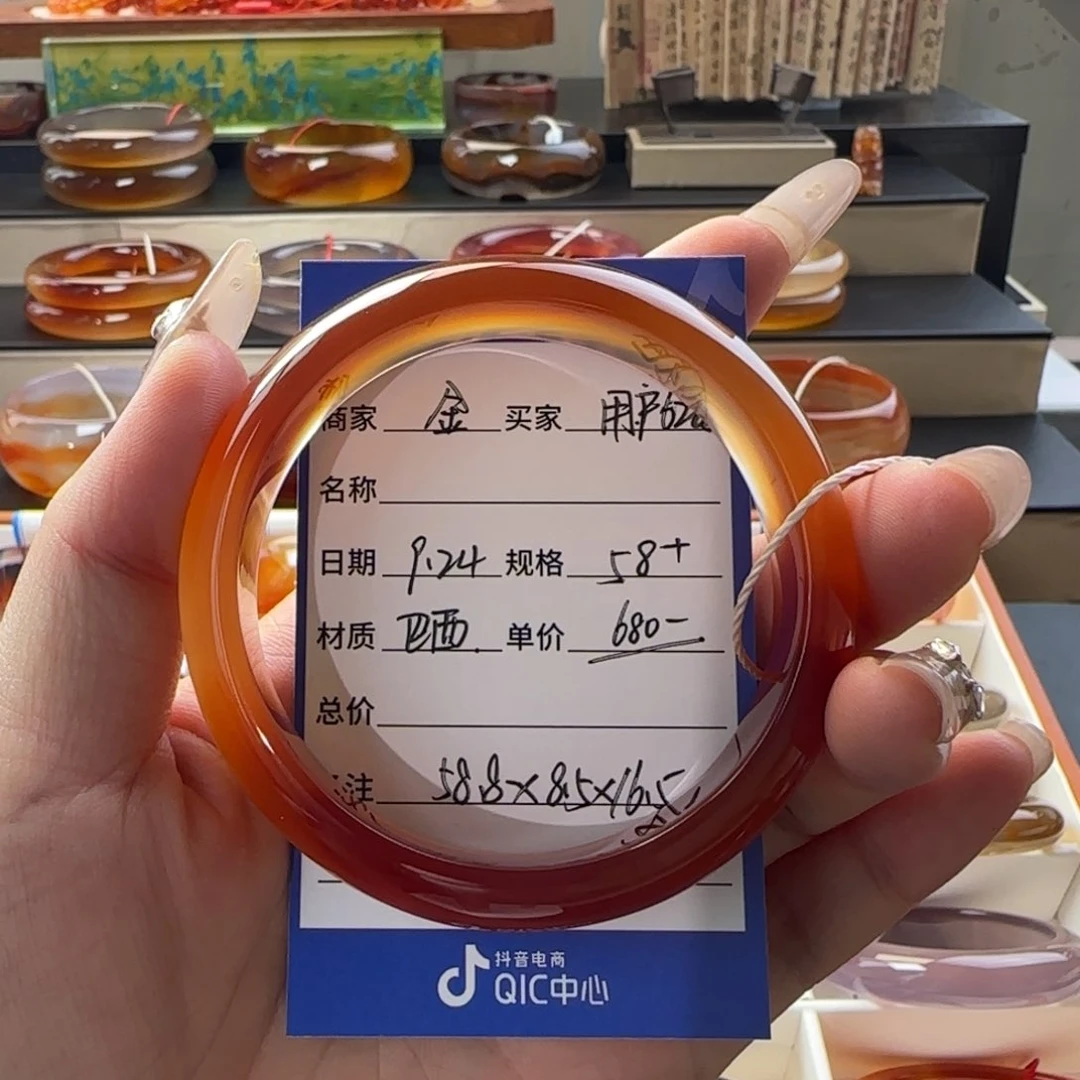 商家 金 买家 用户62
名称
日期 9.24 规格 58+
材质 巴西 单价 680-
总价
注 58.8×8.5×16.5
抖音电商
QIC中心